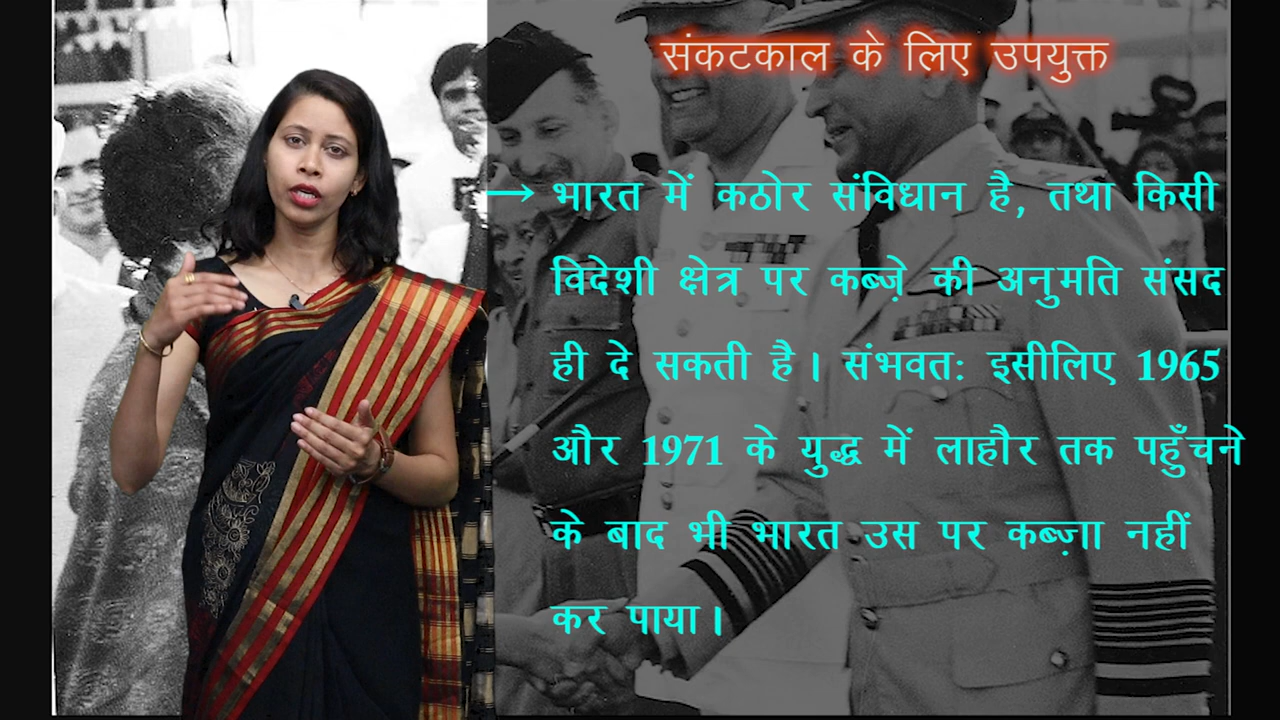 संकटकाल के लिए उपयुक्त
→ भारत में कठोर संविधान है, तथा किसी
विदेशी क्षेत्र पर कब्ज़े की अनुमति संसद
ही दे सकती है। संभवत: इसीलिए 1965
और 1971 के युद्ध में लाहौर तक पहुँचने
के बाद भी भारत उस पर कब्ज़ा नहीं
कर पाया।